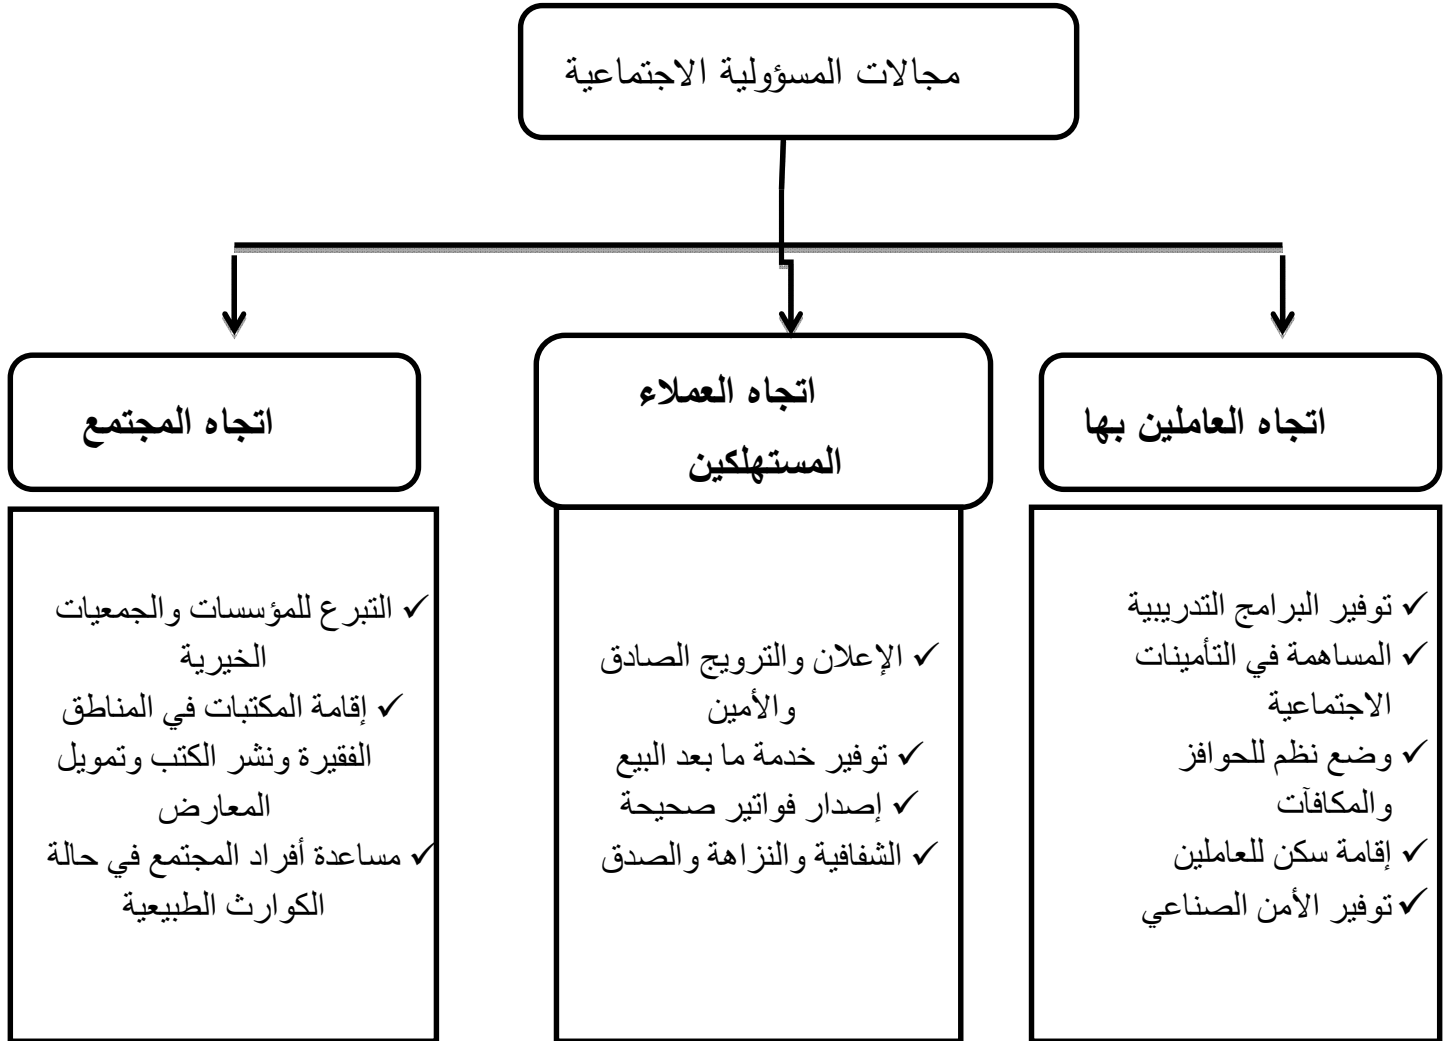 مجالات المسؤولية الاجتماعية
اتجاه العاملين بها
✓ توفير البرامج التدريبية
✓ المساهمة في التأمينات
الاجتماعية
✓ وضع نظم للحوافز
والمكافآت
✓ إقامة سكن للعاملين
✓ توفير الأمن الصناعي
اتجاه العملاء
المستهلكين
✓ الإعلان والترويج الصادق
والأمين
✓ توفير خدمة ما بعد البيع
✓ إصدار فواتير صحيحة
✓ الشفافية والنزاهة والصدق
اتجاه المجتمع
✓ التبرع للمؤسسات والجمعيات
الخيرية
✓ إقامة المكتبات في المناطق
الفقيرة ونشر الكتب وتمويل
المعارض
✓ مساعدة أفراد المجتمع في حالة
الكوارث الطبيعية